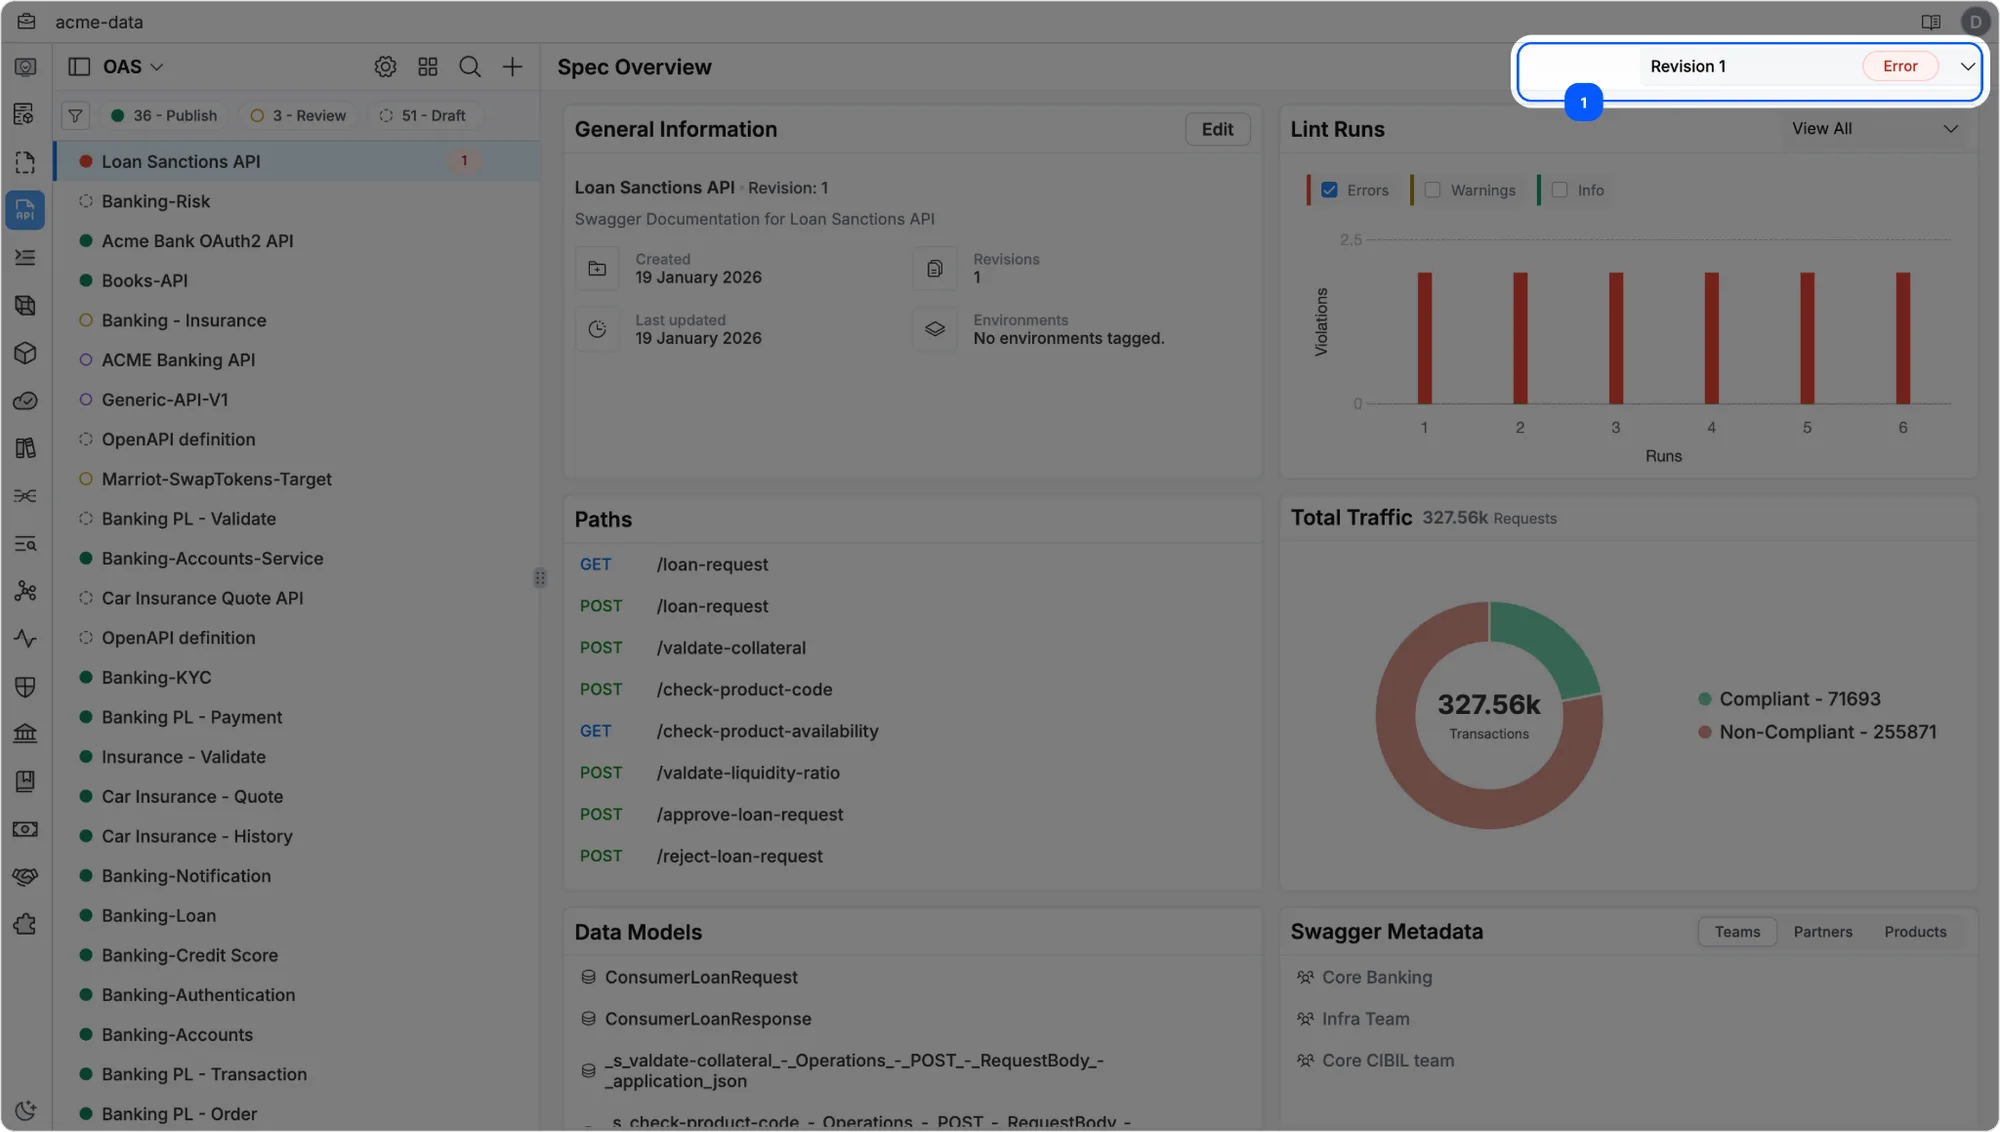 acme-data
D
OAS
Spec Overview
Revision 1
Error
1
36 - Publish
3 - Review
51 - Draft
Loan Sanctions API
1
Banking-Risk
Acme Bank OAuth2 API
Books-API
Banking - Insurance
ACME Banking API
Generic-API-V1
OpenAPI definition
Marriot-SwapTokens-Target
Banking PL - Validate
Banking-Accounts-Service
Car Insurance Quote API
OpenAPI definition
Banking-KYC
Banking PL - Payment
Insurance - Validate
Car Insurance - Quote
Car Insurance - History
Banking-Notification
Banking-Loan
Banking-Credit Score
Banking-Authentication
Banking-Accounts
Banking PL - Transaction
Banking PL - Order
API
General Information
Edit
Loan Sanctions API · Revision: 1
Swagger Documentation for Loan Sanctions API
Created
19 January 2026
Revisions
1
Last updated
19 January 2026
Environments
No environments tagged.
Lint Runs
View All
Errors
Warnings
Info
2.5
0
Violations
1
2
3
4
5
6
Runs
Paths
GET /loan-request
POST /loan-request
POST /valdate-collateral
POST /check-product-code
GET /check-product-availability
POST /valdate-liquidity-ratio
POST /approve-loan-request
POST /reject-loan-request
Total Traffic 327.56k Requests
327.56k
Transactions
Compliant - 71693
Non-Compliant - 255871
Data Models
ConsumerLoanRequest
ConsumerLoanResponse
_s_valdate-collateral_-_Operations_-_POST_-_RequestBody_-
_application_json
_s_check-product-code_-_Operations_-_POST_-_RequestBody_-
Swagger Metadata
Teams
Partners
Products
Core Banking
Infra Team
Core CIBIL team